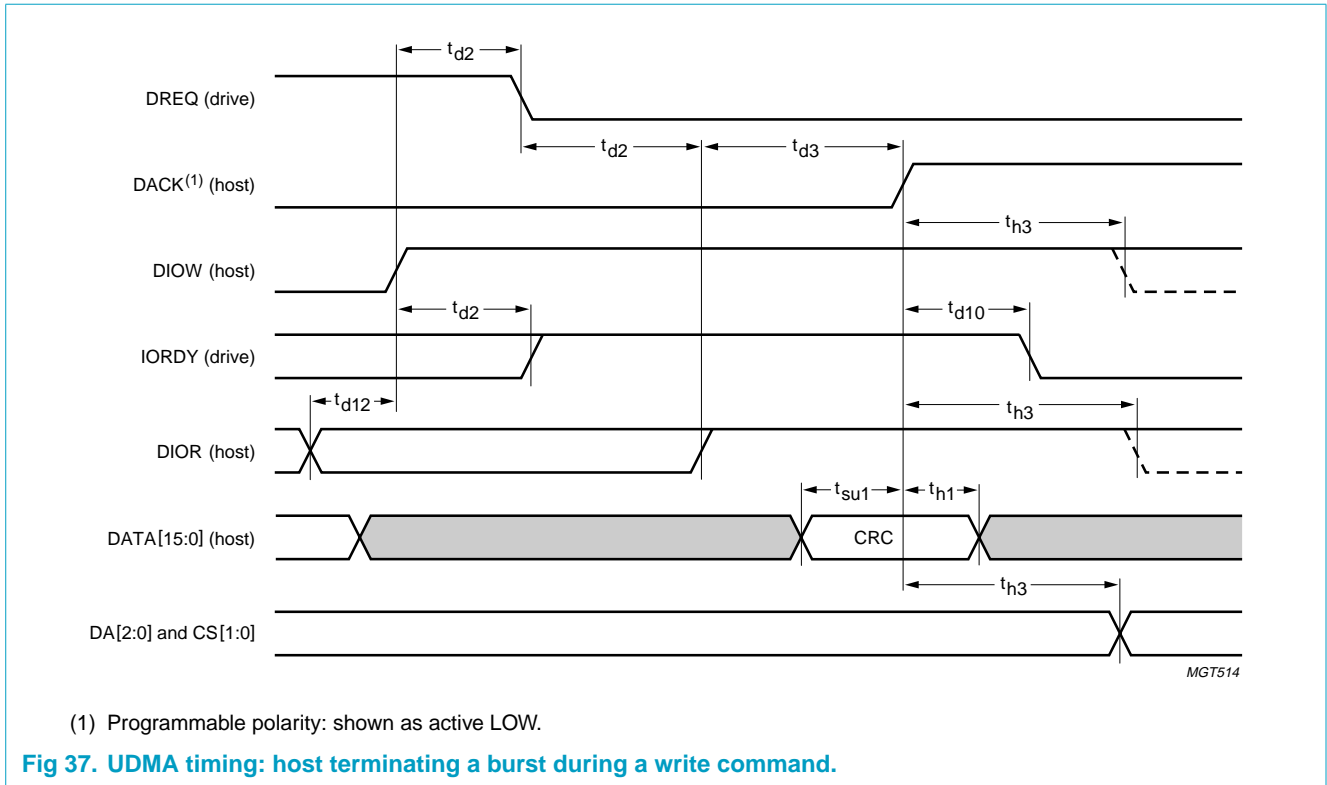 td2
DREQ (drive)
td2
td3
DACK(1) (host)
th3
DIOW (host)
td2
td10
IORDY (drive)
td12
th3
DIOR (host)
tsu1
th1
DATA[15:0] (host)
CRC
th3
DA[2:0] and CS[1:0]
MGT514
(1) Programmable polarity: shown as active LOW.
Fig 37. UDMA timing: host terminating a burst during a write command.